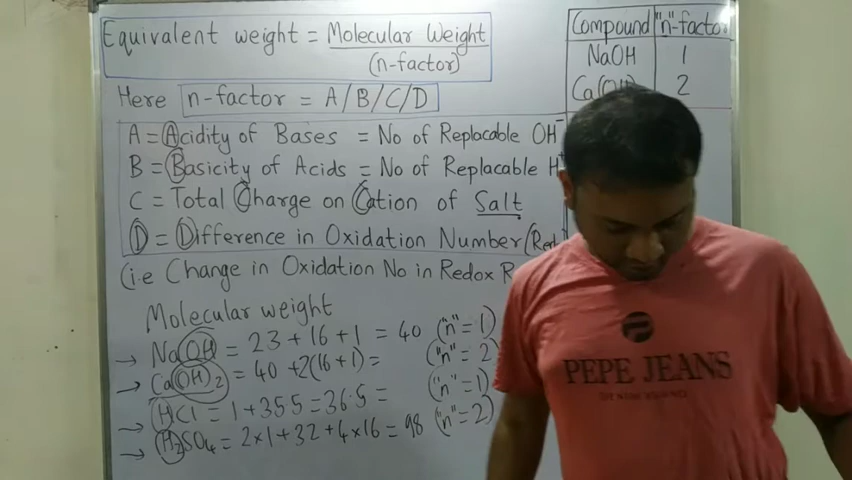 Equivalent weight = Molecular Weight
(n-factor)
Here n-factor = A/B/C/D
A = Acidity of Bases = No of Replacable OH⁻
B = Basicity of Acids = No of Replacable H⁺
C = Total Charge on Cation of Salt
D = Difference in Oxidation Number (Red
(i.e Change in Oxidation No in Redox R
Molecular weight
→ NaOH = 23 + 16 + 1 = 40 ("n" = 1)
→ Ca(OH)₂ = 40 + 2(16 + 1) = ("n" = 2)
→ HCl = 1 + 35.5 = 36.5 = ("n" = 1)
→ H₂SO₄ = 2×1 + 32 + 4×16 = 98 ("n" = 2)
Compound "n"-factor
NaOH 1
Ca(OH) 2
PEPE JEANS